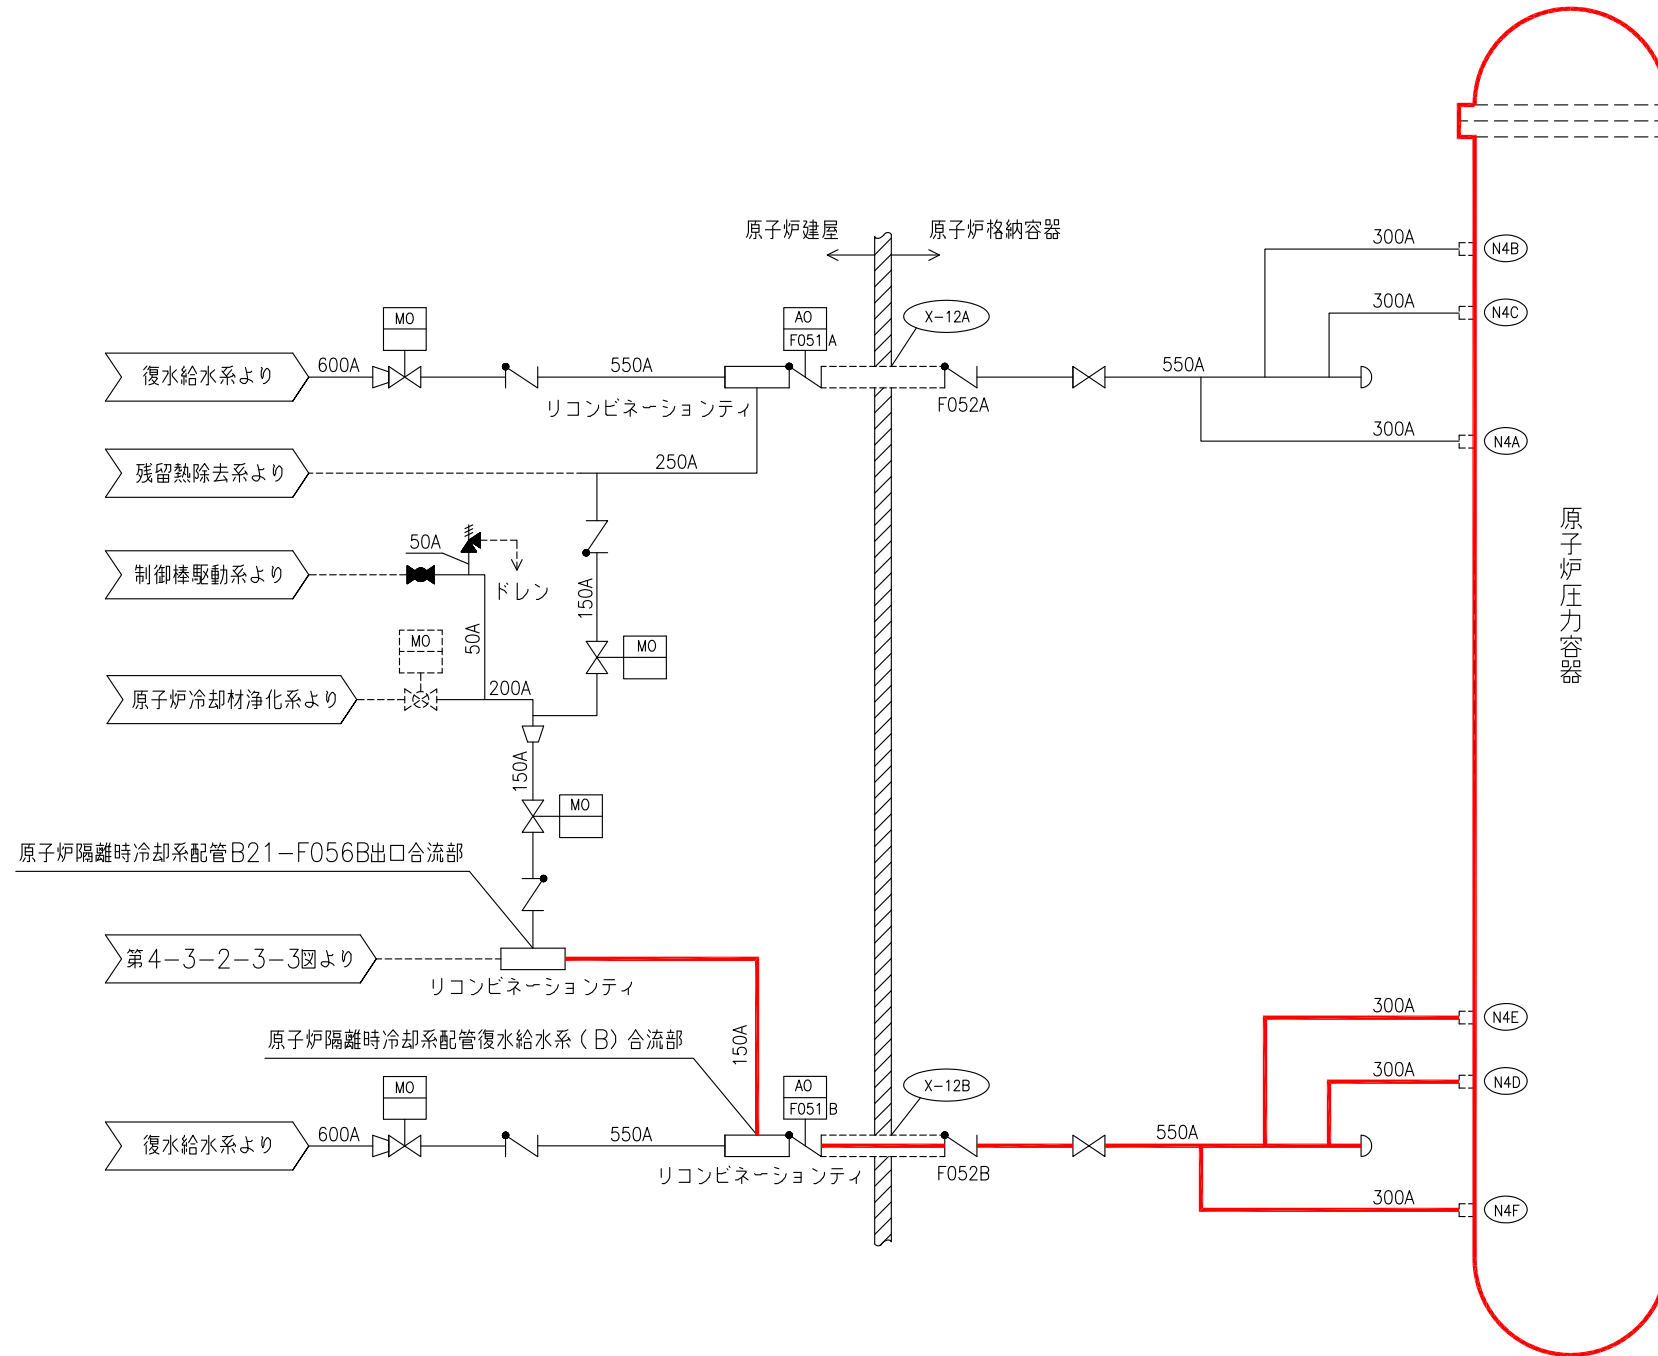 原子炉建屋
原子炉格納容器
300A
N4B
300A
N4C
MO
AO
F051A
X-12A
復水給水系より
600A
550A
リコンビネーションティ
F052A
550A
300A
N4A
残留熱除去系より
250A
50A
制御棒駆動系より
ドレン
150A
50A
MO
MO
原子炉冷却材浄化系より
200A
原子炉圧力容器
150A
MO
原子炉隔離時冷却系配管B21-F056B出口合流部
第4-3-2-3-3図より
リコンビネーションティ
150A
原子炉隔離時冷却系配管復水給水系(B)合流部
300A
N4E
300A
N4D
MO
AO
F051B
X-12B
復水給水系より
600A
550A
リコンビネーションティ
F052B
550A
300A
N4F